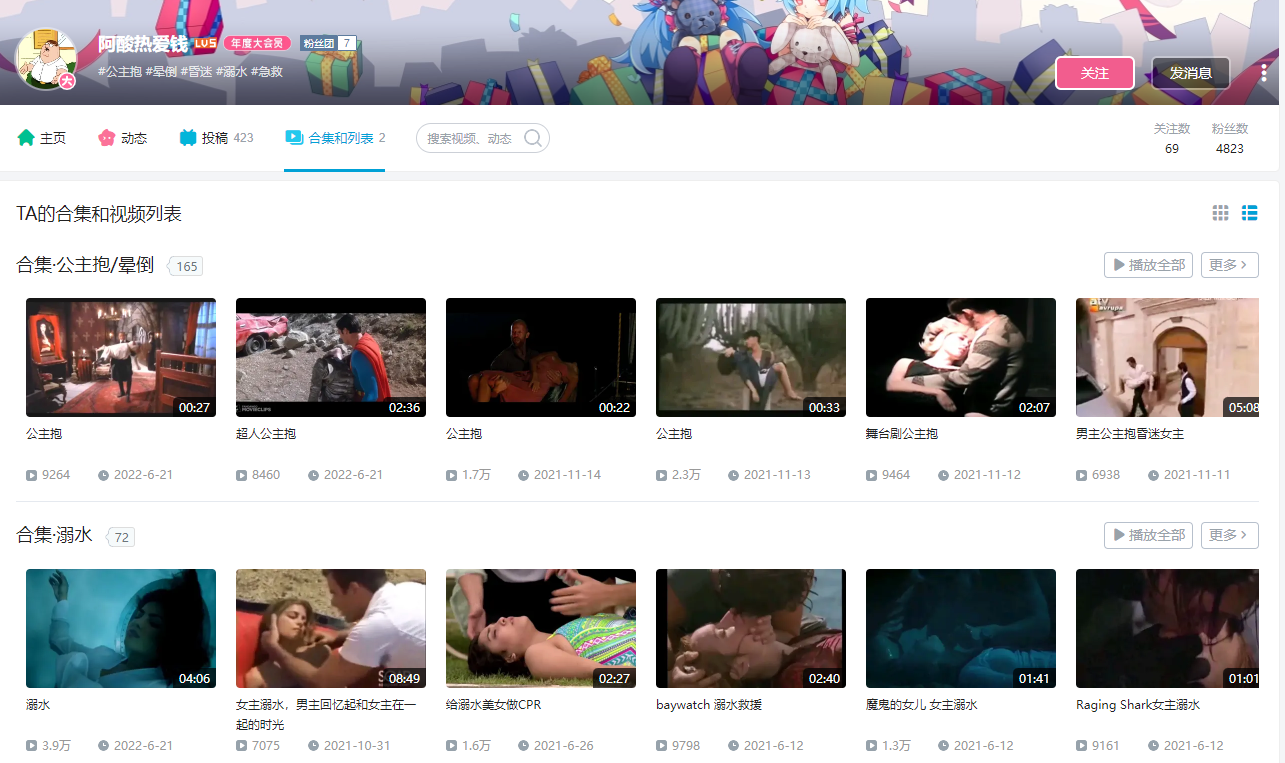 阿酸热爱钱 LV5 年度大会员 粉丝团 7
#公主抱 #晕倒 #昏迷 #溺水 #急救
关注 发消息
主页 动态 投稿 423 合集和列表 2 搜索视频、动态
关注数 粉丝数
69 4823
TA的合集和视频列表
合集·公主抱/晕倒 165 播放全部 更多
00:27 02:36 00:22 00:33 02:07 05:08
公主抱 超人公主抱 公主抱 公主抱 舞台剧公主抱 男主公主抱昏迷女主
9264 2022-6-21 8460 2022-6-21 1.7万 2021-11-14 2.3万 2021-11-13 9464 2021-11-12 6938 2021-11-11
合集·溺水 72 播放全部 更多
04:06 08:49 02:27 02:40 01:41 01:01
溺水 女主溺水，男主回忆起和女主在一 给溺水美女做CPR baywatch 溺水救援 魔鬼的女儿 女主溺水 Raging Shark女主溺水
起的时光
3.9万 2022-6-21 7075 2021-10-31 1.6万 2021-6-26 9798 2021-6-12 1.3万 2021-6-12 9161 2021-6-12